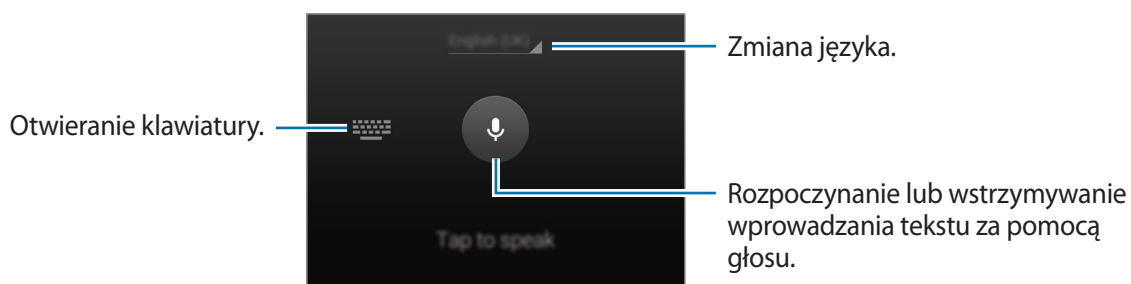 English (UK)
Zmiana języka.
Otwieranie klawiatury.
Rozpoczynanie lub wstrzymywanie
wprowadzania tekstu za pomocą
głosu.
Tap to speak